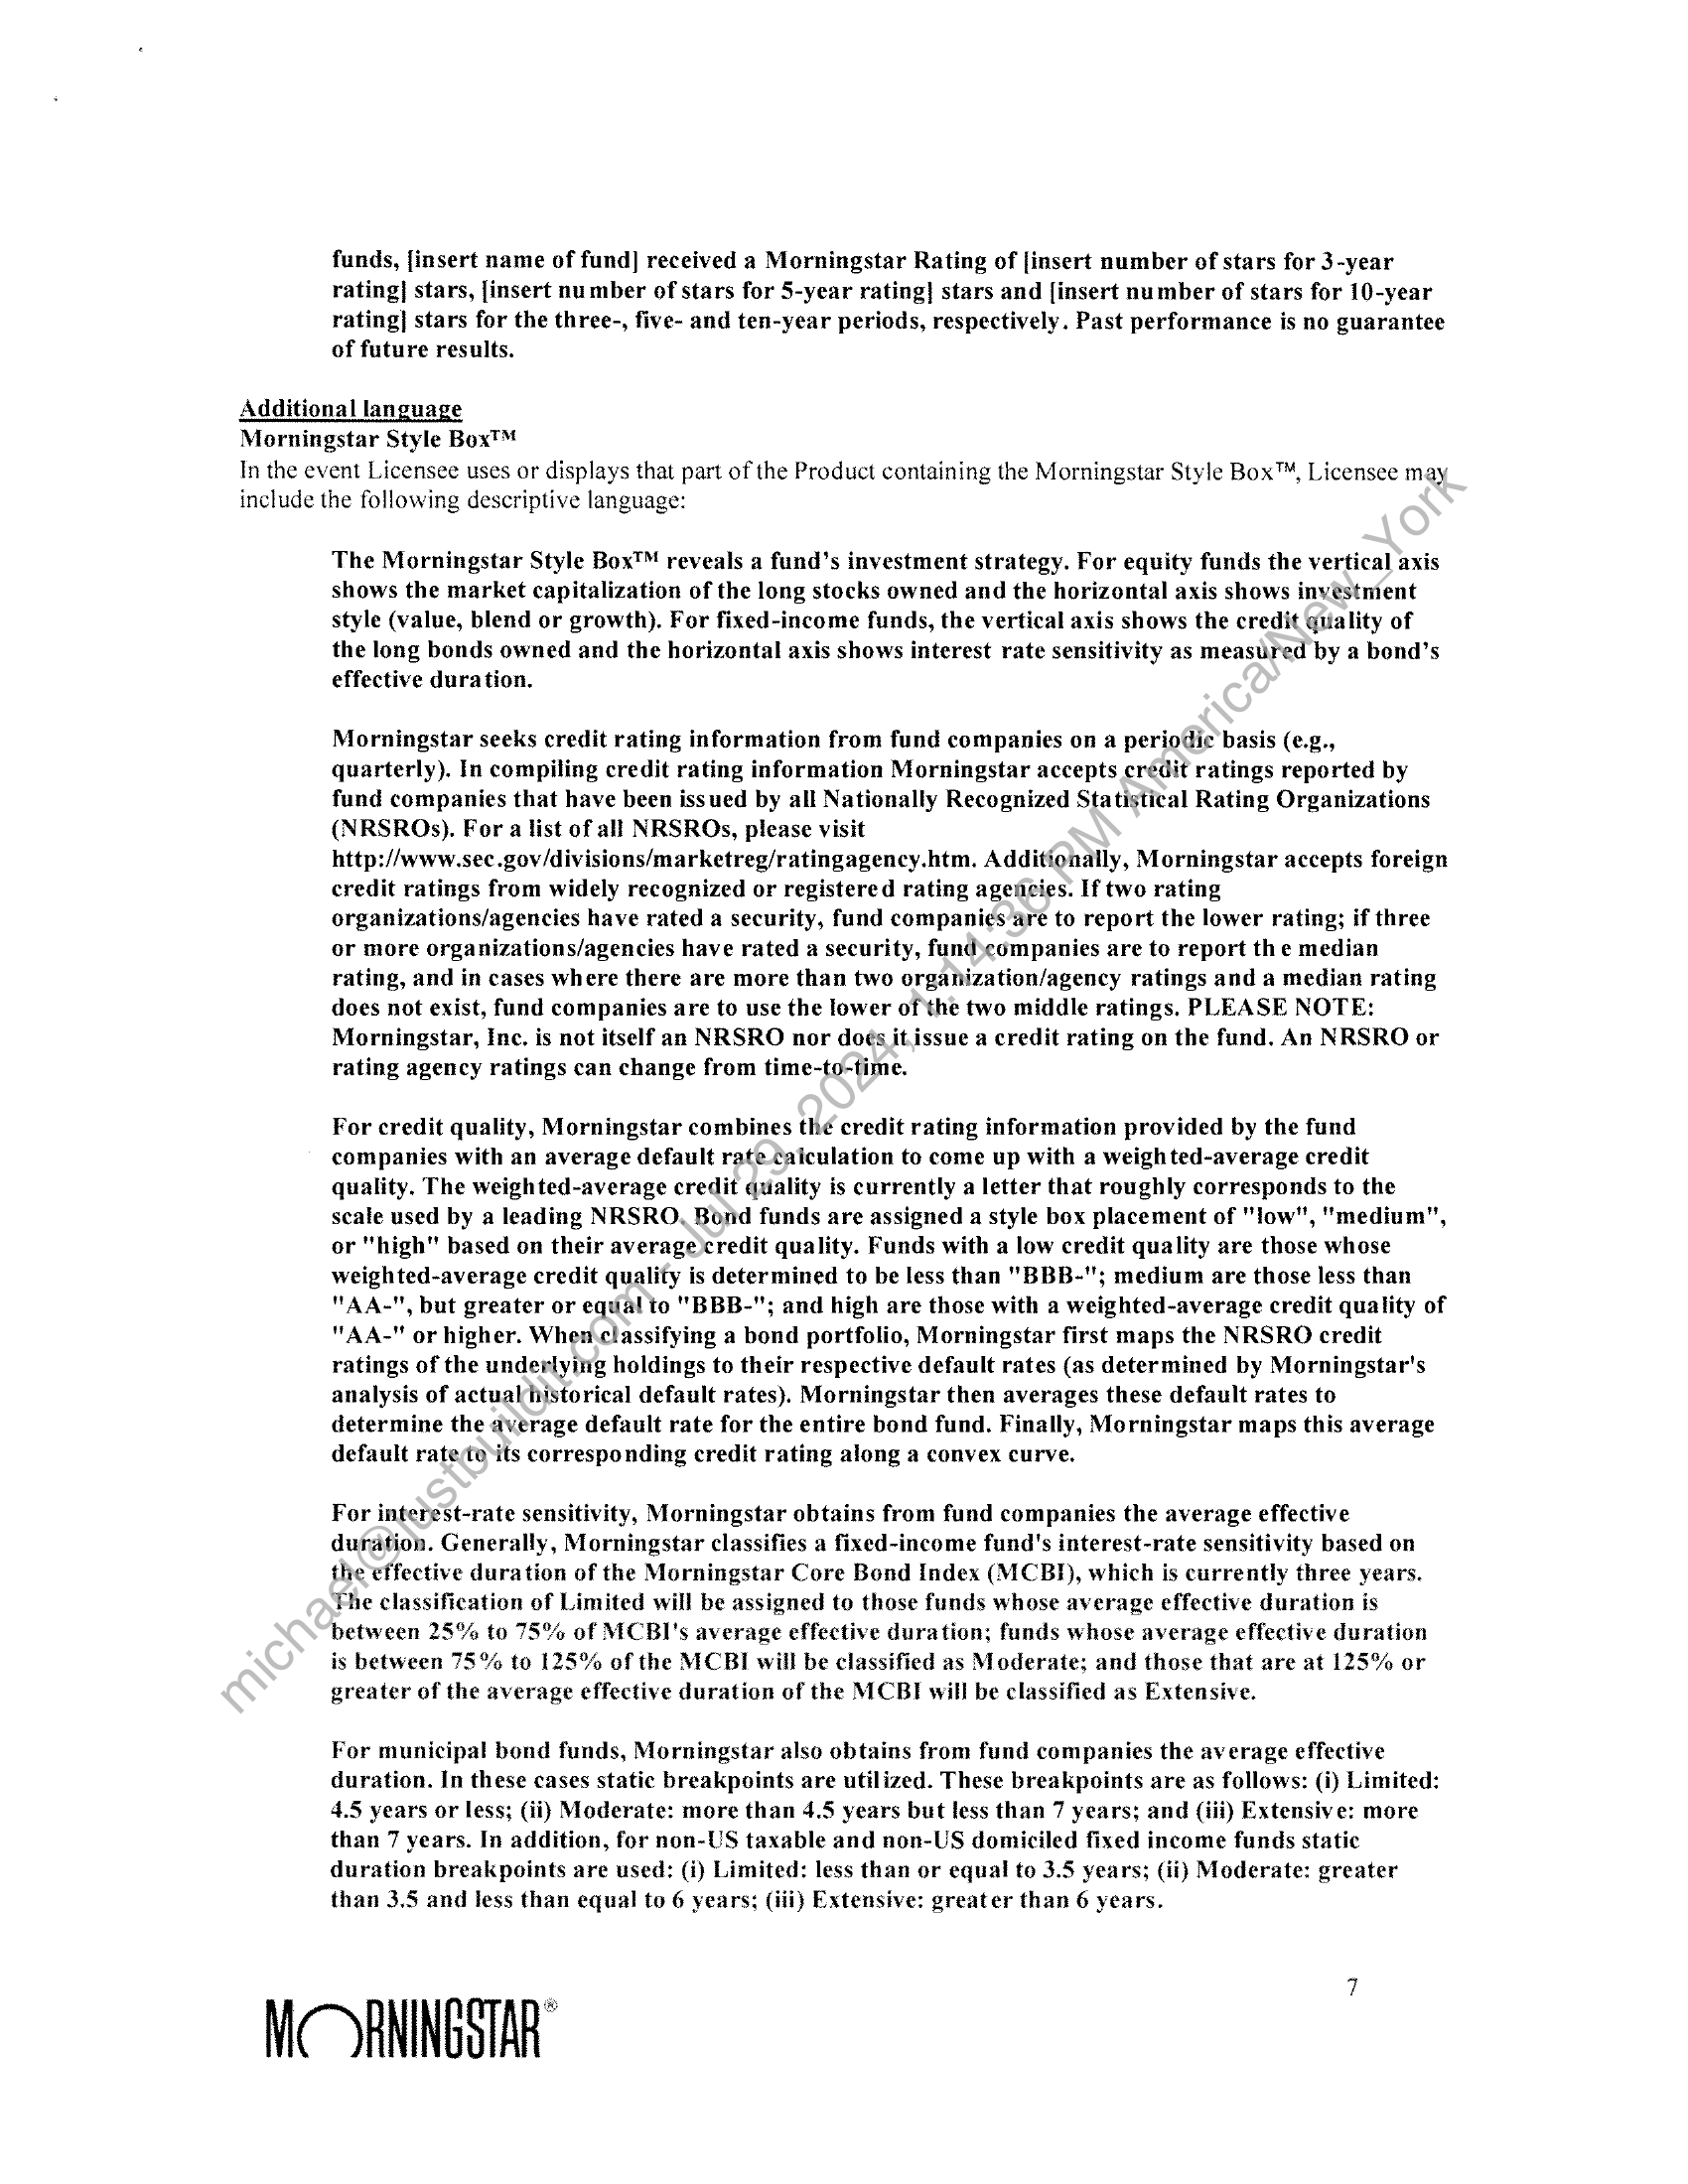 funds, [insert name of fund] received a Morningstar Rating of [insert number of stars for 3-year
rating] stars, [insert number of stars for 5-year rating] stars and [insert number of stars for 10-year
rating] stars for the three-, five- and ten-year periods, respectively. Past performance is no guarantee
of future results.
Additional language
Morningstar Style Box™
In the event Licensee uses or displays that part of the Product containing the Morningstar Style Box™, Licensee may
include the following descriptive language:
The Morningstar Style Box™ reveals a fund's investment strategy. For equity funds the vertical axis
shows the market capitalization of the long stocks owned and the horizontal axis shows investment
style (value, blend or growth). For fixed-income funds, the vertical axis shows the credit quality of
the long bonds owned and the horizontal axis shows interest rate sensitivity as measured by a bond's
effective duration.
Morningstar seeks credit rating information from fund companies on a periodic basis (e.g.,
quarterly). In compiling credit rating information Morningstar accepts credit ratings reported by
fund companies that have been issued by all Nationally Recognized Statistical Rating Organizations
(NRSROs). For a list of all NRSROs, please visit
http://www.sec.gov/divisions/marketreg/ratingagency.htm. Additionally, Morningstar accepts foreign
credit ratings from widely recognized or registered rating agencies. If two rating
organizations/agencies have rated a security, fund companies are to report the lower rating; if three
or more organizations/agencies have rated a security, fund companies are to report the median
rating, and in cases where there are more than two organization/agency ratings and a median rating
does not exist, fund companies are to use the lower of the two middle ratings. PLEASE NOTE:
Morningstar, Inc. is not itself an NRSRO nor does it issue a credit rating on the fund. An NRSRO or
rating agency ratings can change from time-to-time.
For credit quality, Morningstar combines the credit rating information provided by the fund
companies with an average default rate calculation to come up with a weighted-average credit
quality. The weighted-average credit quality is currently a letter that roughly corresponds to the
scale used by a leading NRSRO. Bond funds are assigned a style box placement of "low", "medium",
or "high" based on their average credit quality. Funds with a low credit quality are those whose
weighted-average credit quality is determined to be less than "BBB-"; medium are those less than
"AA-", but greater or equal to "BBB-"; and high are those with a weighted-average credit quality of
"AA-" or higher. When classifying a bond portfolio, Morningstar first maps the NRSRO credit
ratings of the underlying holdings to their respective default rates (as determined by Morningstar's
analysis of actual historical default rates). Morningstar then averages these default rates to
determine the average default rate for the entire bond fund. Finally, Morningstar maps this average
default rate to its corresponding credit rating along a convex curve.
For interest-rate sensitivity, Morningstar obtains from fund companies the average effective
duration. Generally, Morningstar classifies a fixed-income fund's interest-rate sensitivity based on
the effective duration of the Morningstar Core Bond Index (MCBI), which is currently three years.
The classification of Limited will be assigned to those funds whose average effective duration is
between 25% to 75% of MCBI's average effective duration; funds whose average effective duration
is between 75% to 125% of the MCBI will be classified as Moderate; and those that are at 125% or
greater of the average effective duration of the MCBI will be classified as Extensive.
For municipal bond funds, Morningstar also obtains from fund companies the average effective
duration. In these cases static breakpoints are utilized. These breakpoints are as follows: (i) Limited:
4.5 years or less; (ii) Moderate: more than 4.5 years but less than 7 years; and (iii) Extensive: more
than 7 years. In addition, for non-US taxable and non-US domiciled fixed income funds static
duration breakpoints are used: (i) Limited: less than or equal to 3.5 years; (ii) Moderate: greater
than 3.5 and less than equal to 6 years; (iii) Extensive: greater than 6 years.
7
MORNINGSTAR®
michael@justbuildit.com - Jul 29, 2024, 1:14:36 PM America/New_York